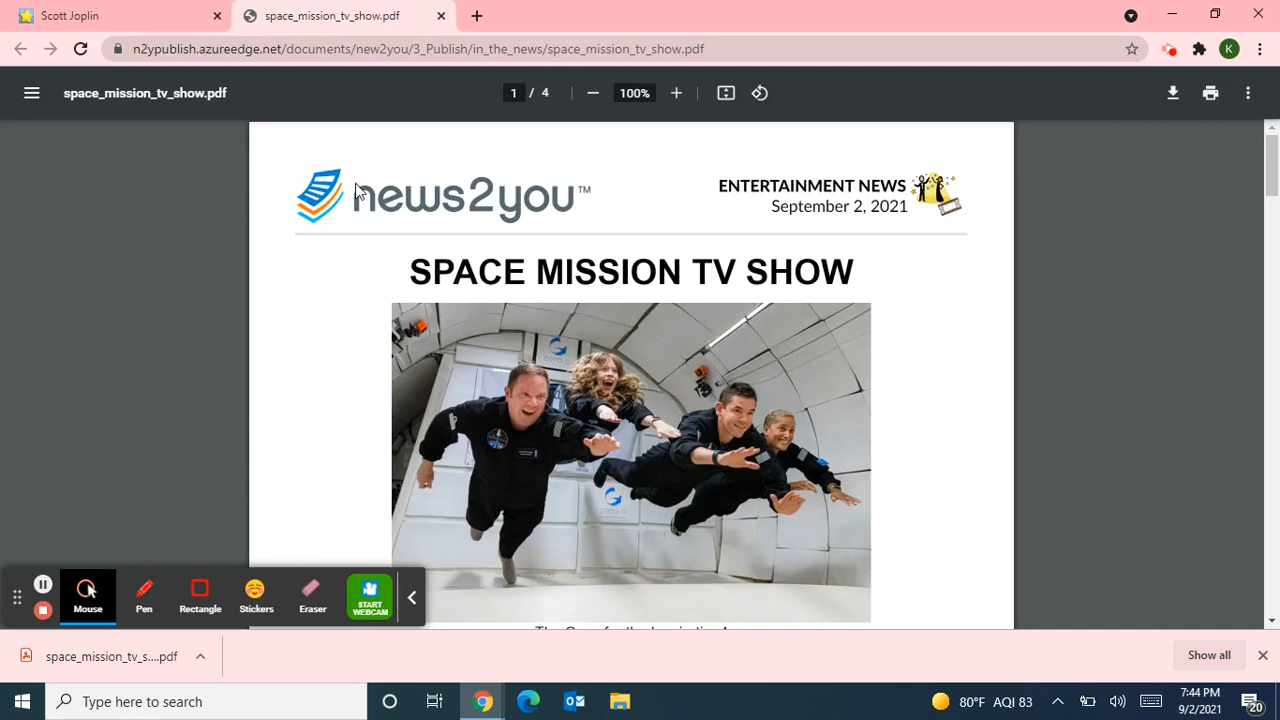 Scott Joplin
space_mission_tv_show.pdf
n2ypublish.azureedge.net/documents/new2you/3_Publish/in_the_news/space_mission_tv_show.pdf
K
space_mission_tv_show.pdf
1 / 4
100%
news2you™
ENTERTAINMENT NEWS
September 2, 2021
SPACE MISSION TV SHOW
Mouse
Pen
Rectangle
Stickers
Eraser
START
WEBCAM
space_mission_tv_s....pdf
Show all
Type here to search
80°F AQI 83
7:44 PM
9/2/2021
20